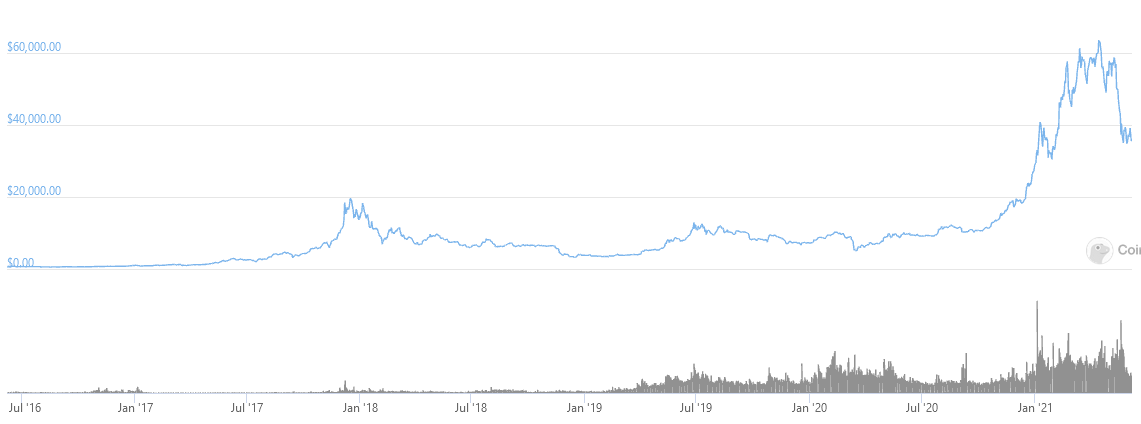 $60,000.00
$40,000.00
$20,000.00
$0.00
Coi
Jul '16
Jan '17
Jul '17
Jan '18
Jul '18
Jan '19
Jul '19
Jan '20
Jul '20
Jan '21